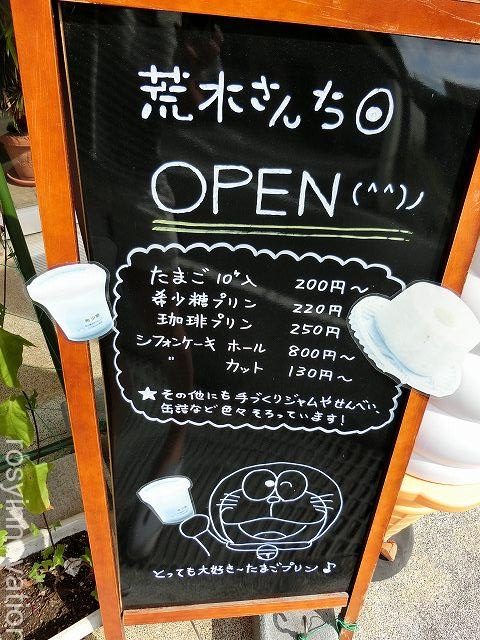 荒木さんち
OPEN(^^)ノ
たまご10ヶ入 200円～
希少糖プリン 220円
珈琲プリン 250円
シフォンケーキ ホール 800円～
〃 カット 130円～
★その他にも手づくりジャムやせんべい、
缶詰など色々そろっています!
とっても大好き～たまごプリン♪
rosyinnovation